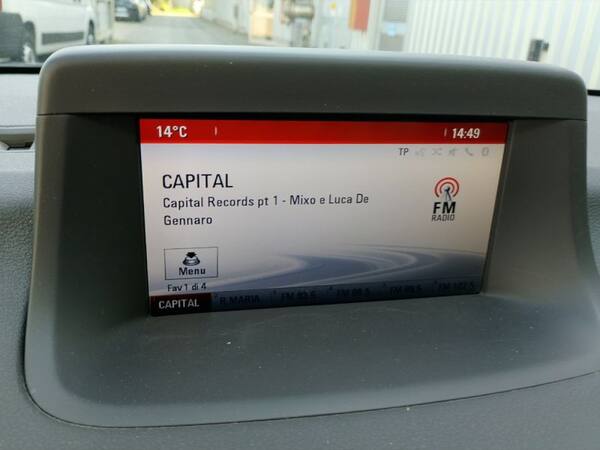 14°C
14:49
TP
CAPITAL
Capital Records pt 1 - Mixo e Luca De
Gennaro
FM
RADIO
Menu
Fav 1 di 4
CAPITAL
R.MARIA